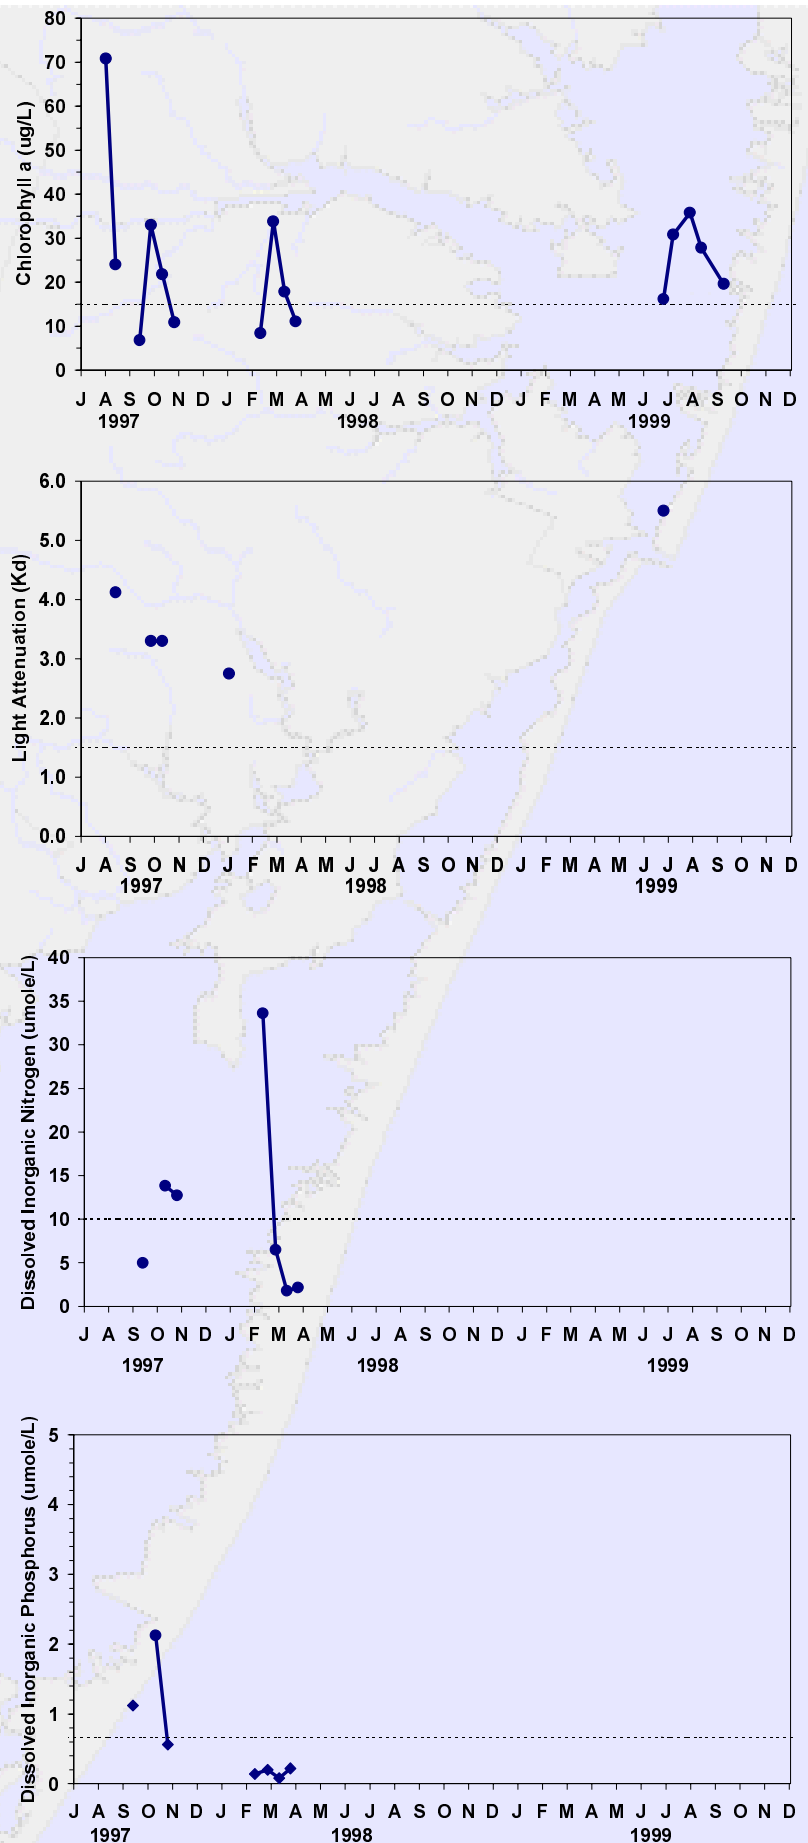 Chlorophyll a (ug/L)
80
70
60
50
40
30
20
10
0
J A S O N D J F M A M J J A S O N D J F M A M J J A S O N D
1997 1998 1999
Light Attenuation (Kd)
6.0
5.0
4.0
3.0
2.0
1.0
0.0
J A S O N D J F M A M J J A S O N D J F M A M J J A S O N D
1997 1998 1999
Dissolved Inorganic Nitrogen (umole/L)
40
35
30
25
20
15
10
5
0
J A S O N D J F M A M J J A S O N D J F M A M J J A S O N D
1997 1998 1999
Dissolved Inorganic Phosphorus (umole/L)
5
4
3
2
1
0
J A S O N D J F M A M J J A S O N D J F M A M J J A S O N D
1997 1998 1999